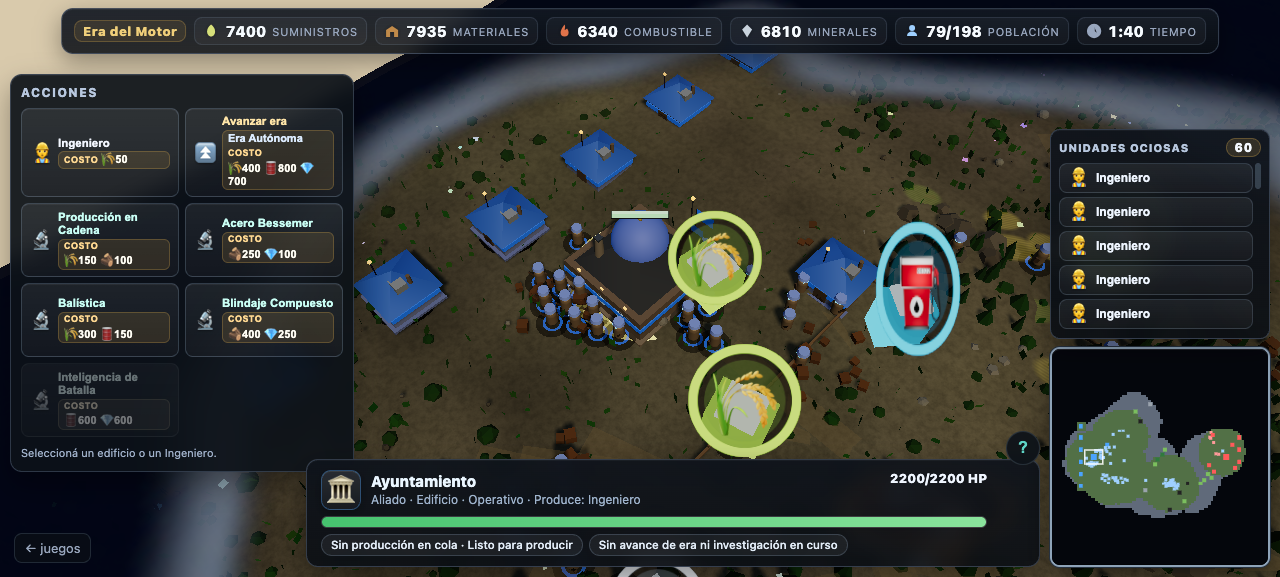 Era del Motor
7400 SUMINISTROS
7935 MATERIALES
6340 COMBUSTIBLE
6810 MINERALES
79/198 POBLACIÓN
1:40 TIEMPO
ACCIONES
Ingeniero
COSTO 50
Avanzar era
Era Autónoma
COSTO
400 800
700
Producción en
Cadena
COSTO
150 100
Acero Bessemer
COSTO
250 100
Balística
COSTO
300 150
Blindaje Compuesto
COSTO
400 250
Inteligencia de
Batalla
COSTO
600 600
Seleccioná un edificio o un Ingeniero.
UNIDADES OCIOSAS 60
Ingeniero
Ingeniero
Ingeniero
Ingeniero
Ingeniero
?
Ayuntamiento
2200/2200 HP
Aliado · Edificio · Operativo · Produce: Ingeniero
Sin producción en cola · Listo para producir
Sin avance de era ni investigación en curso
← juegos